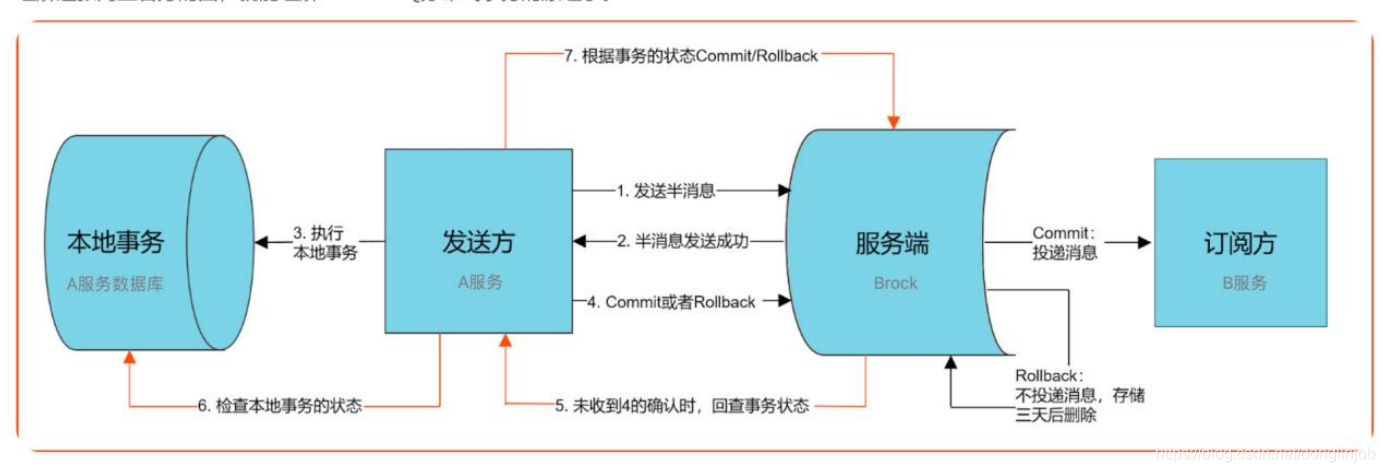 7. 根据事务的状态Commit/Rollback
1. 发送半消息
本地事务
A服务数据库
3. 执行
本地事务
发送方
A服务
2. 半消息发送成功
服务端
Brock
Commit：
投递消息
订阅方
B服务
4. Commit或者Rollback
Rollback：
不投递消息，存储
三天后删除
6. 检查本地事务的状态
5. 未收到4的确认时，回查事务状态
https://blog.csdn.net/donglinjob